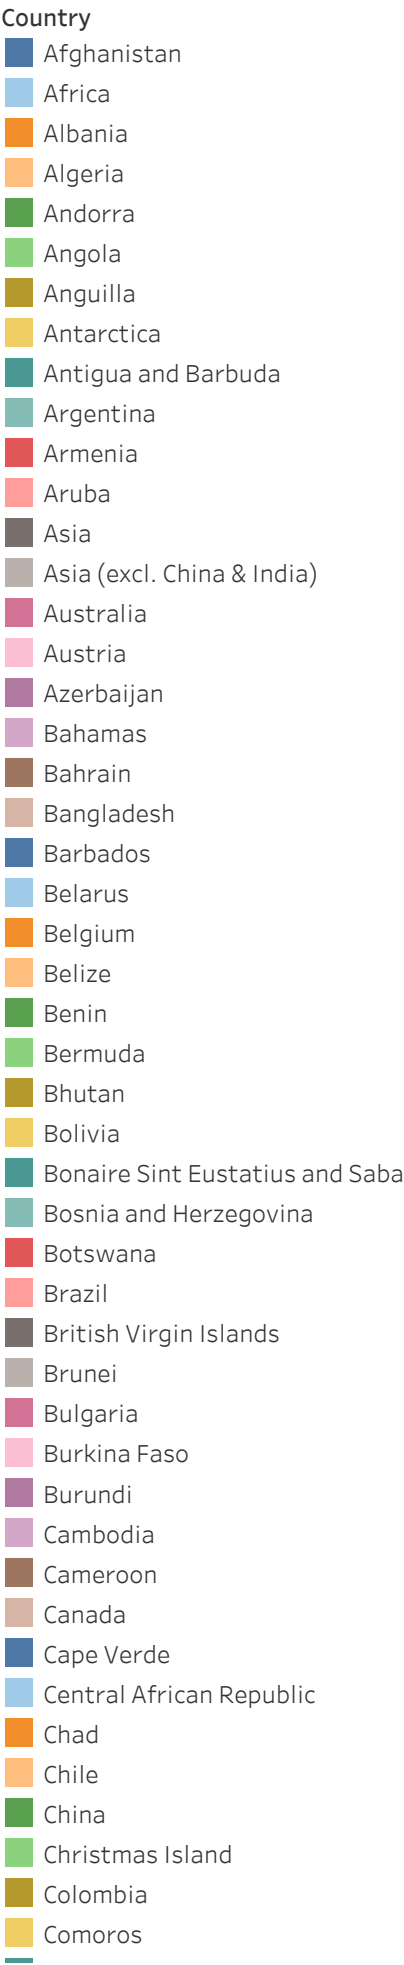 Country
Afghanistan
Africa
Albania
Algeria
Andorra
Angola
Anguilla
Antarctica
Antigua and Barbuda
Argentina
Armenia
Aruba
Asia
Asia (excl. China & India)
Australia
Austria
Azerbaijan
Bahamas
Bahrain
Bangladesh
Barbados
Belarus
Belgium
Belize
Benin
Bermuda
Bhutan
Bolivia
Bonaire Sint Eustatius and Saba
Bosnia and Herzegovina
Botswana
Brazil
British Virgin Islands
Brunei
Bulgaria
Burkina Faso
Burundi
Cambodia
Cameroon
Canada
Cape Verde
Central African Republic
Chad
Chile
China
Christmas Island
Colombia
Comoros